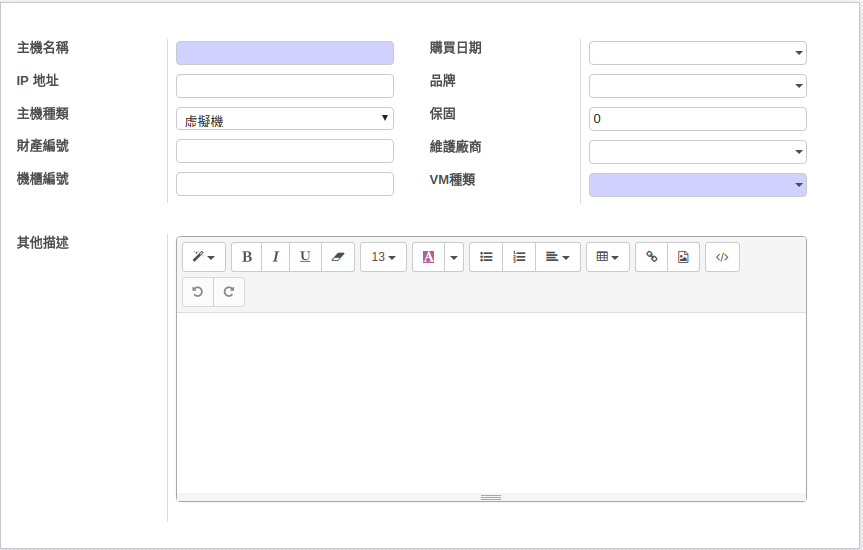 主機名稱
IP 地址
主機種類
虛擬機
財產編號
機櫃編號
購買日期
品牌
保固
0
維護廠商
VM種類
其他描述
B I U 13 A